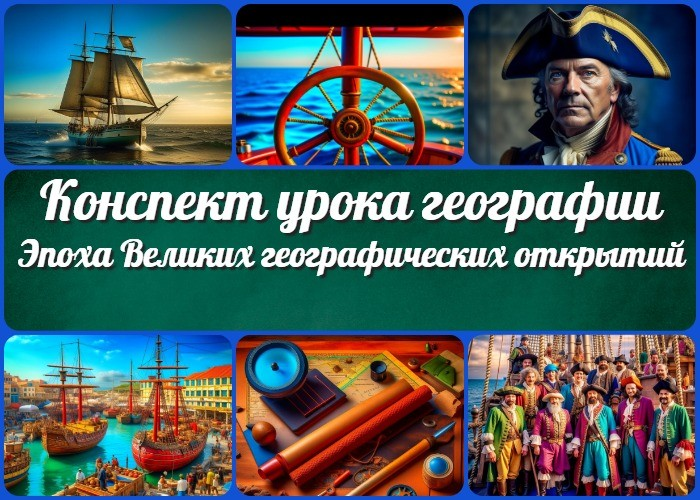 Конспект урока географии
Эпоха Великих географических открытий